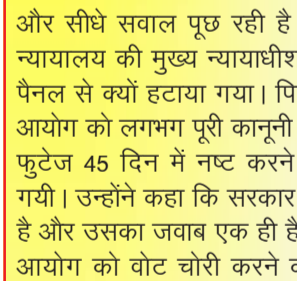 और सीधे सवाल पूछ रही है
न्यायालय की मुख्य न्यायाधीश
पैनल से क्यों हटाया गया। पि
आयोग को लगभग पूरी कानूनी
फुटेज 45 दिन में नष्ट करने
गयी। उन्होंने कहा कि सरकार
है और उसका जवाब एक ही है
आयोग को वोट चोरी करने